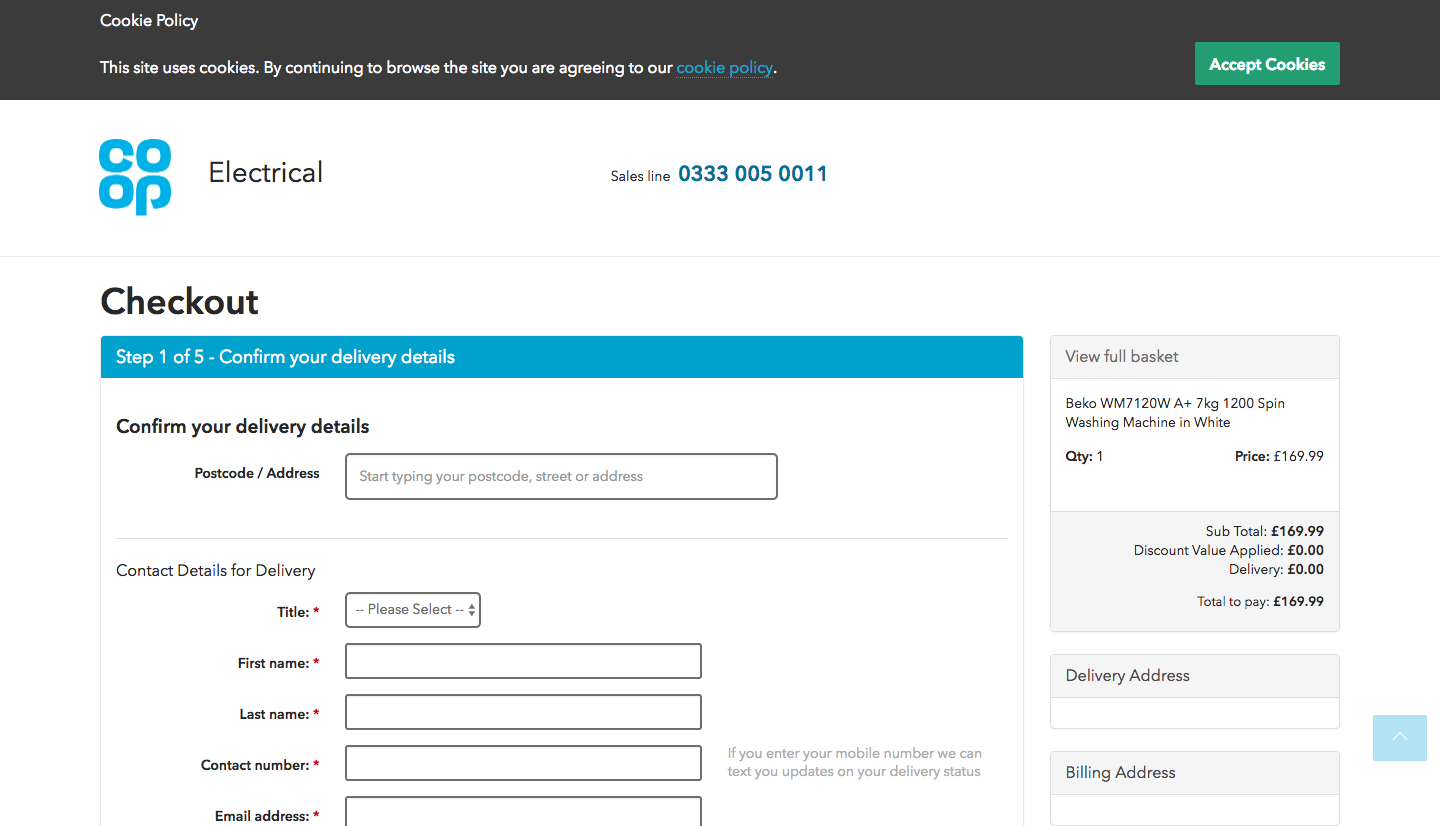 Cookie Policy
This site uses cookies. By continuing to browse the site you are agreeing to our cookie policy.
Accept Cookies
co
op
Electrical
Sales line 0333 005 0011
Checkout
Step 1 of 5 - Confirm your delivery details
Confirm your delivery details
Postcode / Address
Start typing your postcode, street or address
Contact Details for Delivery
Title: *
-- Please Select --
First name: *
Last name: *
Contact number: *
If you enter your mobile number we can
text you updates on your delivery status
Email address: *
View full basket
Beko WM7120W A+ 7kg 1200 Spin
Washing Machine in White
Qty: 1 Price: £169.99
Sub Total: £169.99
Discount Value Applied: £0.00
Delivery: £0.00
Total to pay: £169.99
Delivery Address
Billing Address